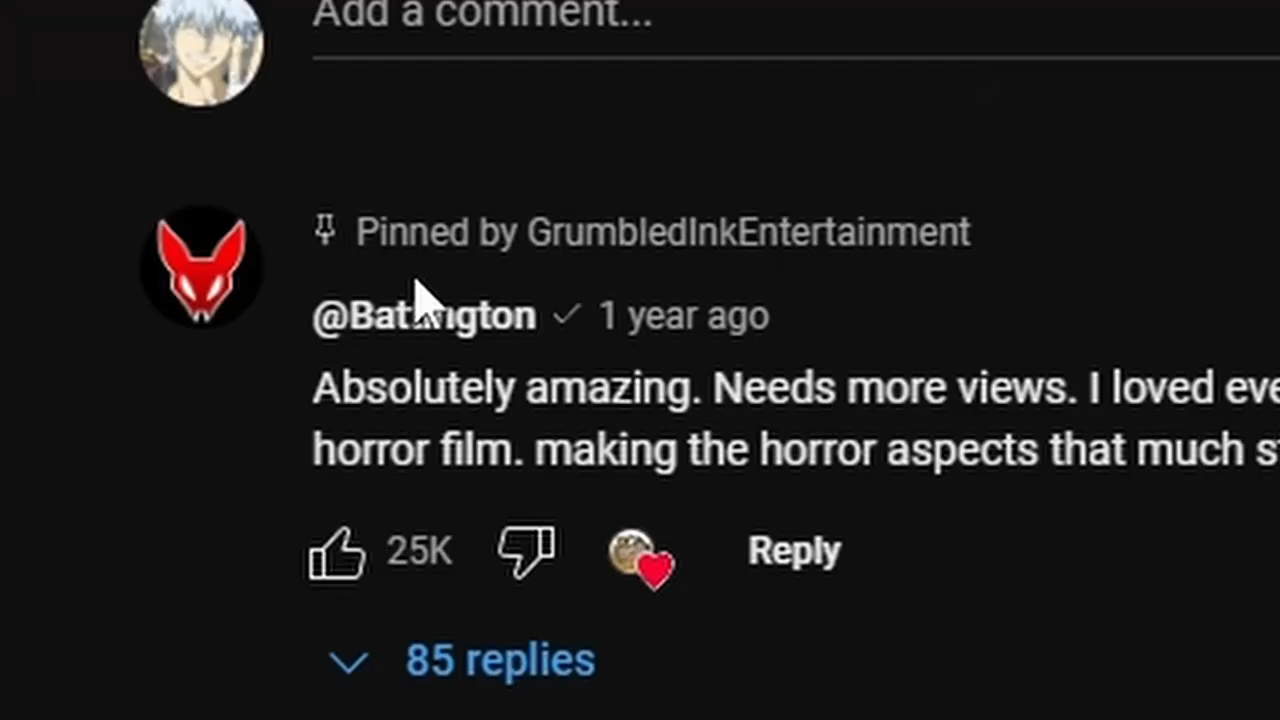 Add a comment...
Pinned by GrumbledInkEntertainment
1 year ago
Absolutely amazing. Needs more views. I loved eve
horror film. making the horror aspects that much s
25K
Reply
85 replies